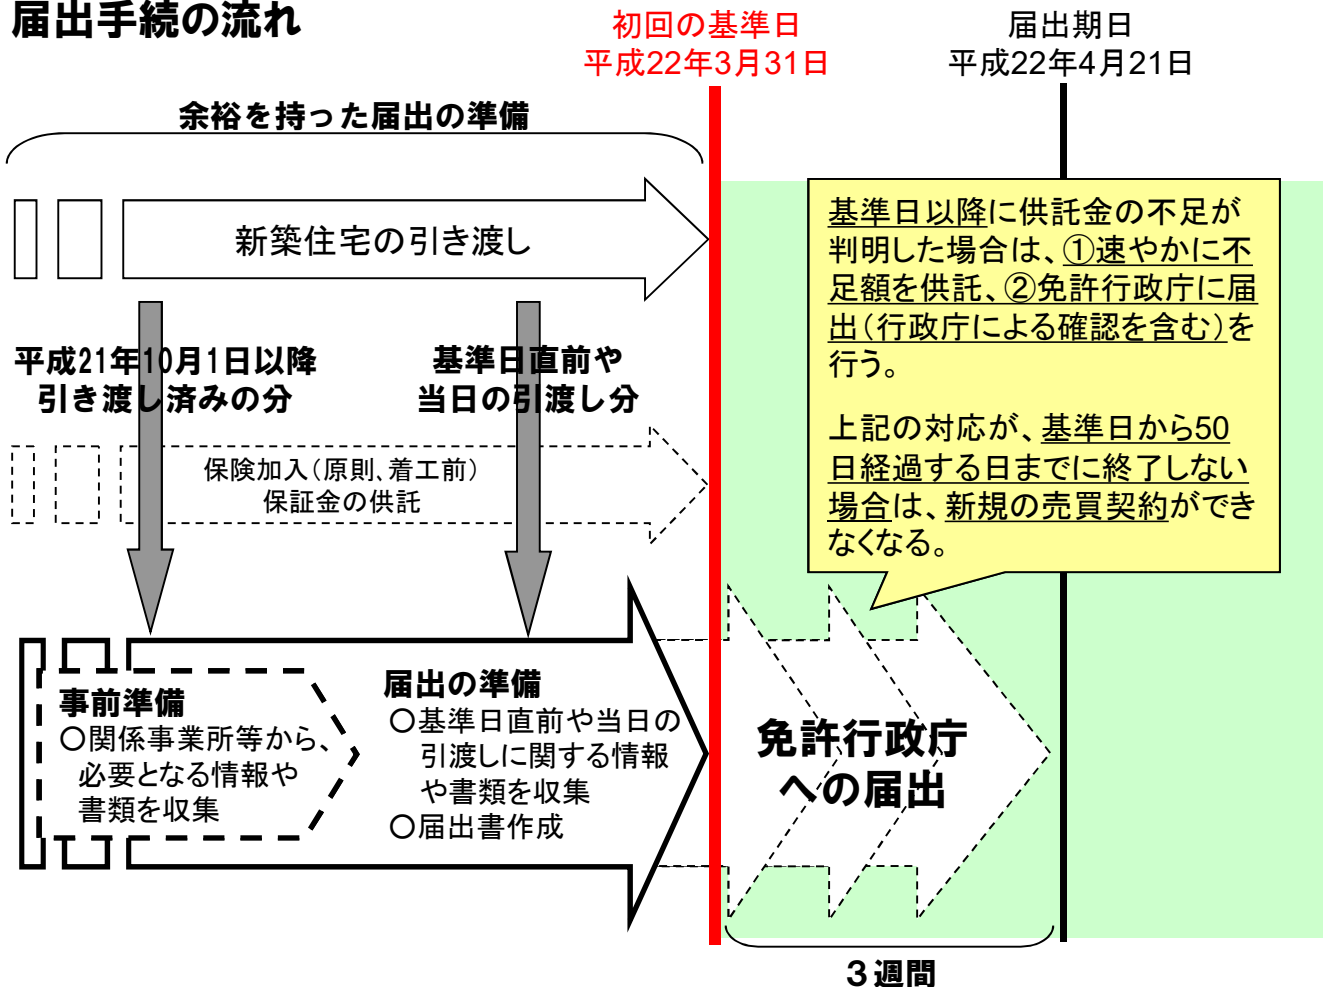 届出手続の流れ
初回の基準日
平成22年3月31日
届出期日
平成22年4月21日
余裕を持った届出の準備
新築住宅の引き渡し
平成21年10月1日以降
引き渡し済みの分
基準日直前や
当日の引渡し分
保険加入(原則、着工前)
保証金の供託
基準日以降に供託金の不足が
判明した場合は、①速やかに不
足額を供託、②免許行政庁に届
出(行政庁による確認を含む)を
行う。
上記の対応が、基準日から50
日経過する日までに終了しない
場合は、新規の売買契約ができ
なくなる。
事前準備
○関係事業所等から、
必要となる情報や
書類を収集
届出の準備
○基準日直前や当日の
引渡しに関する情報
や書類を収集
○届出書作成
免許行政庁
への届出
3週間